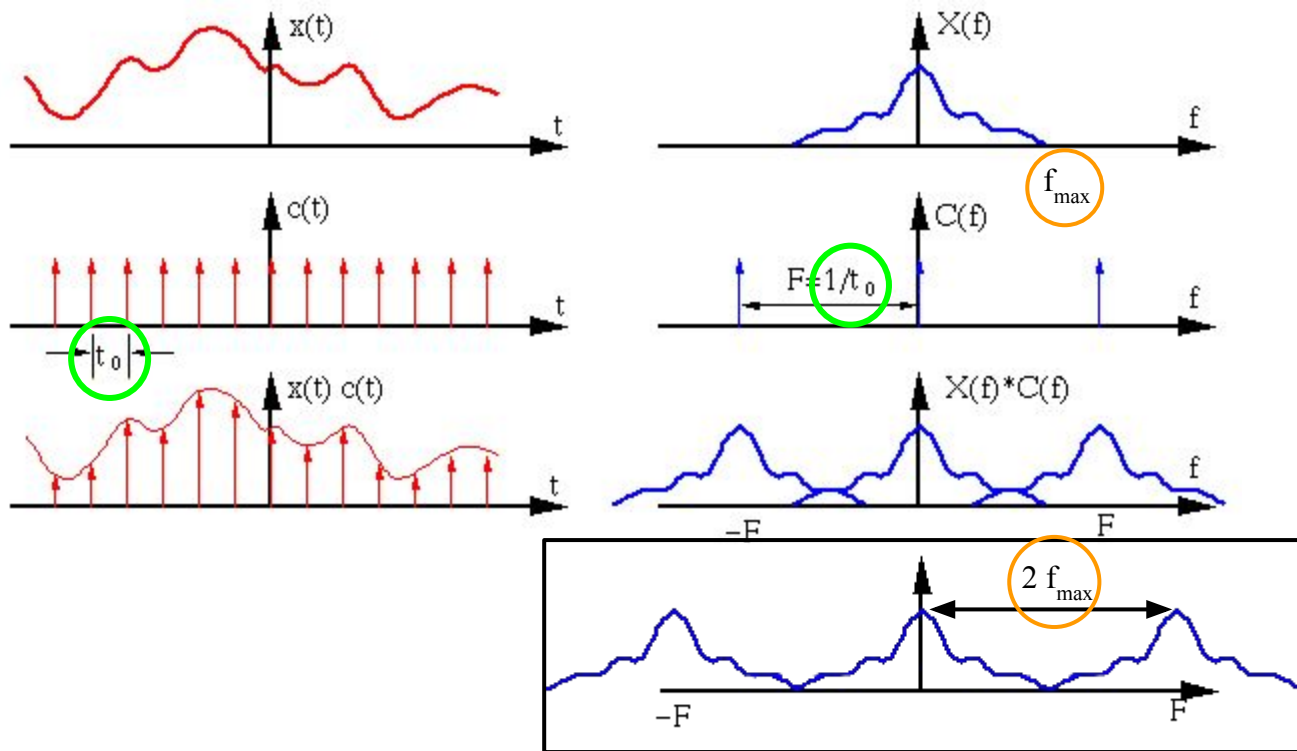 x(t)
t
X(f)
f
f_max
c(t)
t
t_0
C(f)
F=1/t_0
f
x(t) c(t)
t
X(f)*C(f)
f
-F
F
2 f_max
-F
F